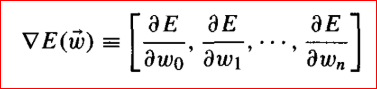 ∇E(w⃗) ≡ [∂E/∂w₀, ∂E/∂w₁, ⋯, ∂E/∂wₙ]